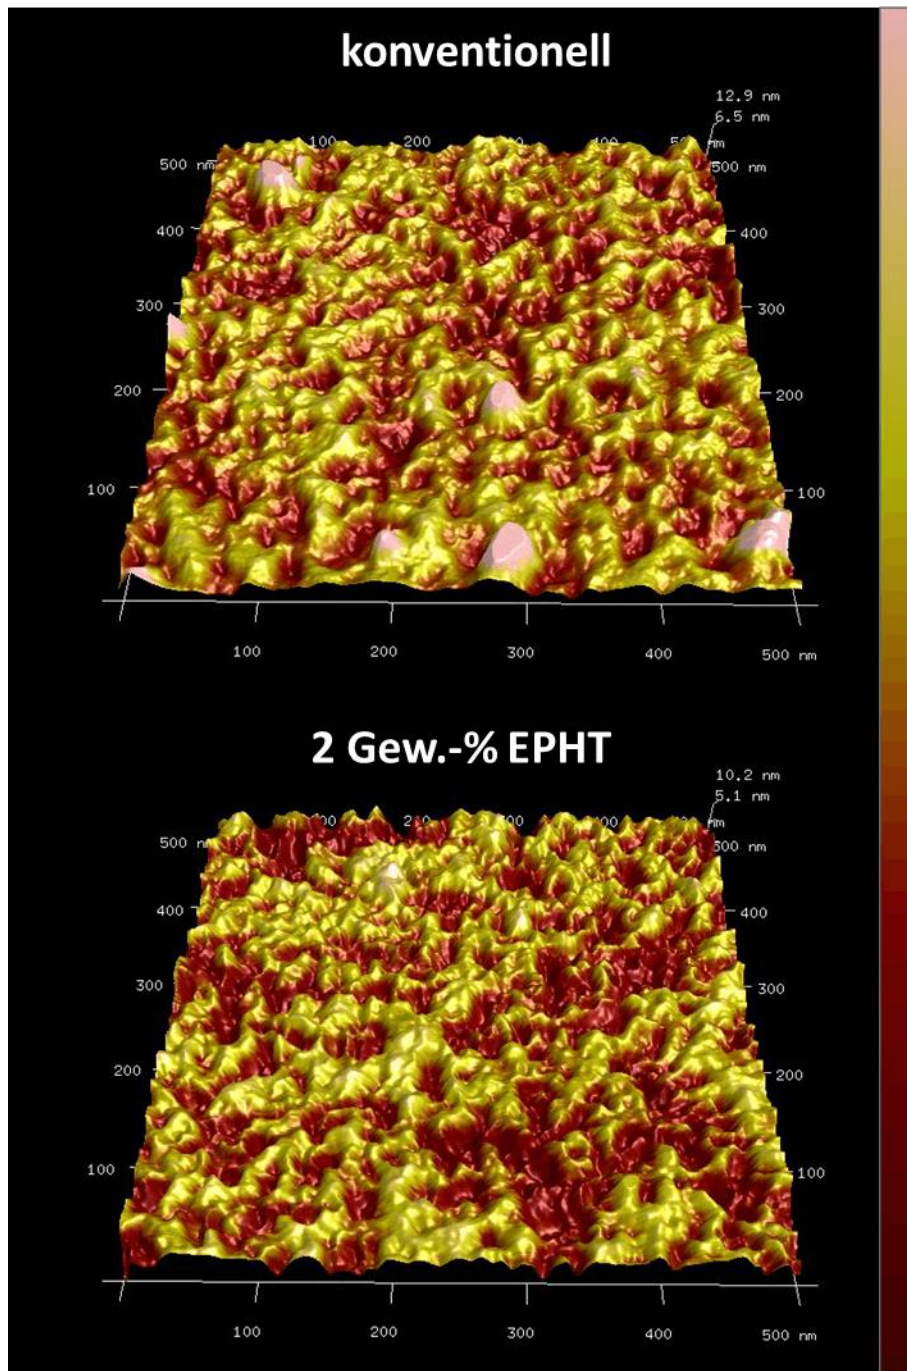 konventionell
12.9 nm
6.5 nm
100 200 400 nm
500 nm 500 nm
400 400
300 300
200 200
100 100
100 200 300 400 500 nm
2 Gew.-% EPHT
10.2 nm
5.1 nm
nm
500 nm
400 400
300 300
200 200
100 100
100 200 300 400 500 nm